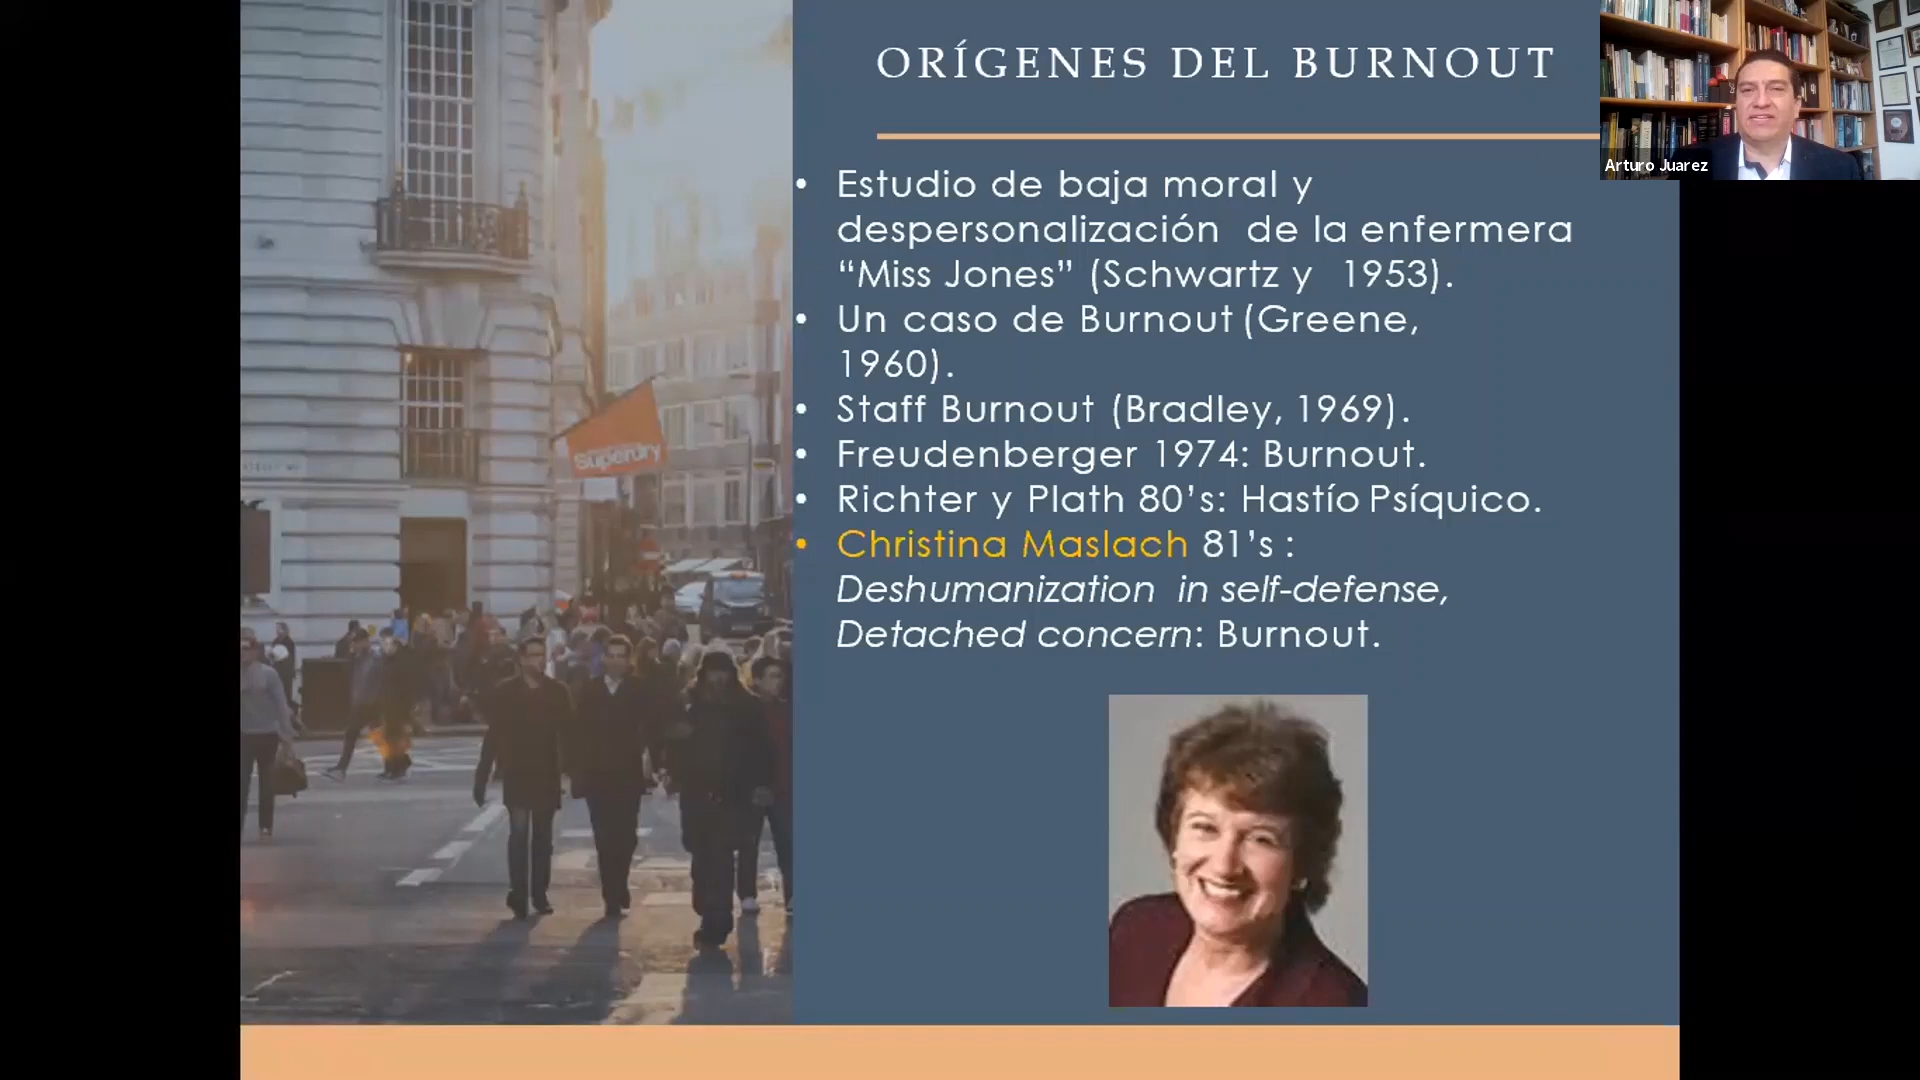 ORÍGENES DEL BURNOUT
Arturo Juarez
• Estudio de baja moral y
despersonalización de la enfermera
“Miss Jones” (Schwartz y 1953).
• Un caso de Burnout (Greene,
1960).
• Staff Burnout (Bradley, 1969).
• Freudenberger 1974: Burnout.
• Richter y Plath 80’s: Hastío Psíquico.
• Christina Maslach 81’s :
Deshumanization in self-defense,
Detached concern: Burnout.
Superdry